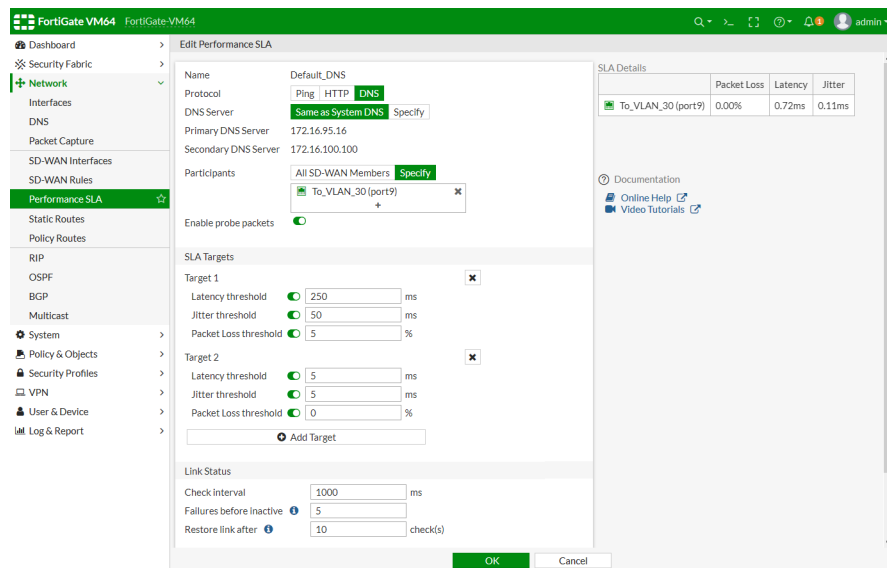 FortiGate VM64 FortiGate-VM64
admin
1
Dashboard
Security Fabric
Network
Interfaces
DNS
Packet Capture
SD-WAN Interfaces
SD-WAN Rules
Performance SLA
Static Routes
Policy Routes
RIP
OSPF
BGP
Multicast
System
Policy & Objects
Security Profiles
VPN
User & Device
Log & Report
Edit Performance SLA
Name Default_DNS
Protocol Ping HTTP DNS
DNS Server Same as System DNS Specify
Primary DNS Server 172.16.95.16
Secondary DNS Server 172.16.100.100
Participants All SD-WAN Members Specify
To_VLAN_30 (port9)
+
Enable probe packets
SLA Targets
Target 1
Latency threshold 250 ms
Jitter threshold 50 ms
Packet Loss threshold 5 %
Target 2
Latency threshold 5 ms
Jitter threshold 5 ms
Packet Loss threshold 0 %
Add Target
Link Status
Check interval 1000 ms
Failures before inactive 5
Restore link after 10 check(s)
OK Cancel
SLA Details
Packet Loss Latency Jitter
To_VLAN_30 (port9) 0.00% 0.72ms 0.11ms
Documentation
Online Help
Video Tutorials